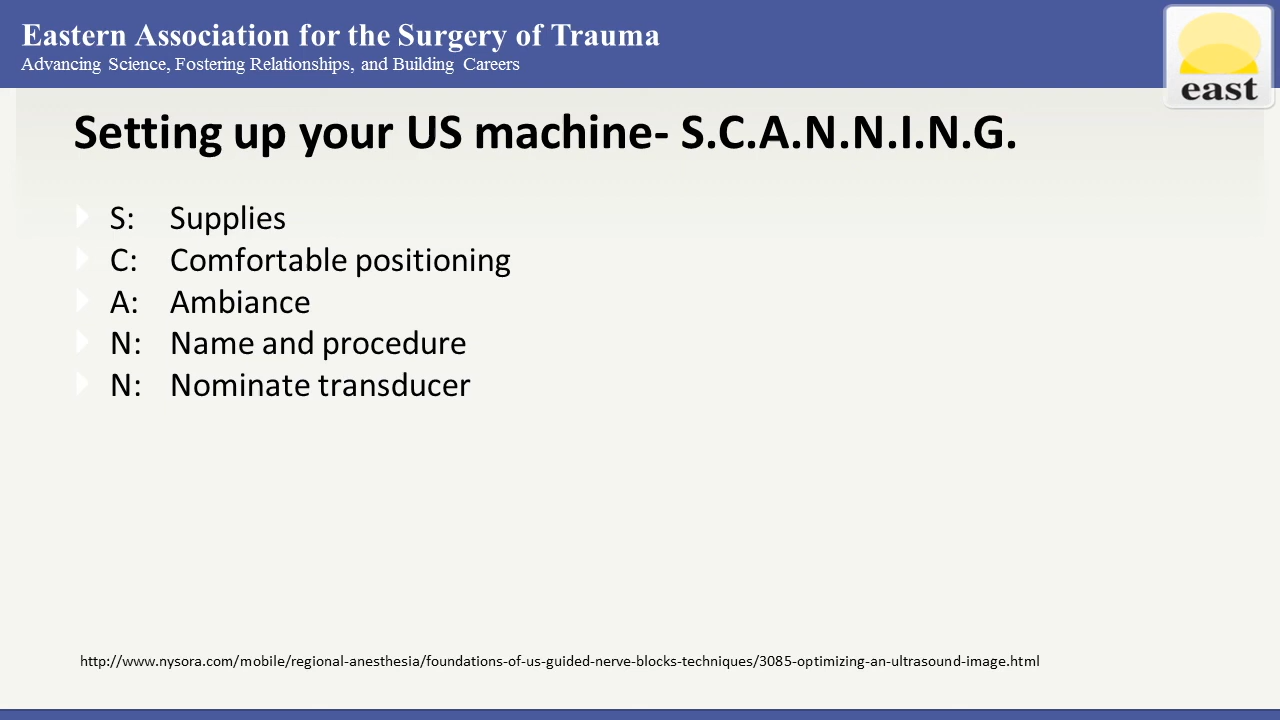 Eastern Association for the Surgery of Trauma
Advancing Science, Fostering Relationships, and Building Careers
east
Setting up your US machine- S.C.A.N.N.I.N.G.
S: Supplies
C: Comfortable positioning
A: Ambiance
N: Name and procedure
N: Nominate transducer
http://www.nysora.com/mobile/regional-anesthesia/foundations-of-us-guided-nerve-blocks-techniques/3085-optimizing-an-ultrasound-image.html